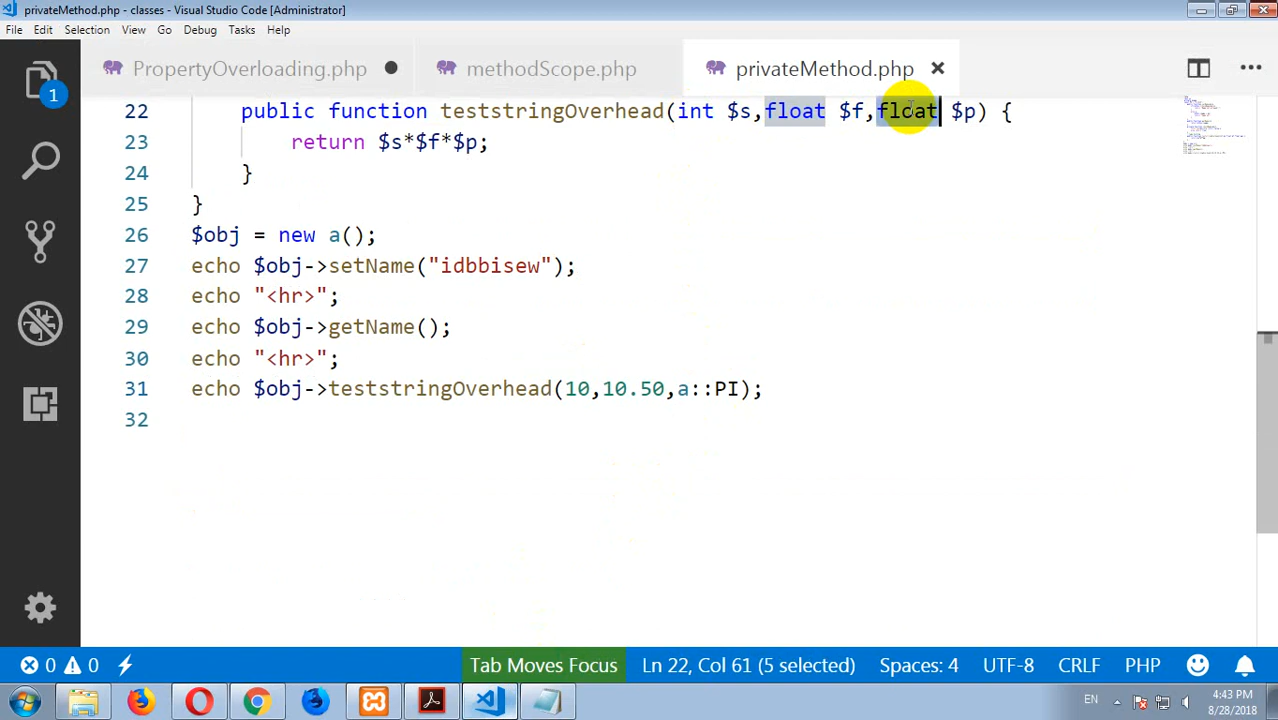 privateMethod.php - classes - Visual Studio Code [Administrator]
File Edit Selection View Go Debug Tasks Help
PropertyOverloading.php methodScope.php privateMethod.php
22 public function teststringOverhead(int $s,float $f,float $p) {
23 return $s*$f*$p;
24 }
25 }
26 $obj = new a();
27 echo $obj->setName("idbbisew");
28 echo "<hr>";
29 echo $obj->getName();
30 echo "<hr>";
31 echo $obj->teststringOverhead(10,10.50,a::PI);
32
1
0 0 Tab Moves Focus Ln 22, Col 61 (5 selected) Spaces: 4 UTF-8 CRLF PHP
EN 4:43 PM
8/28/2018